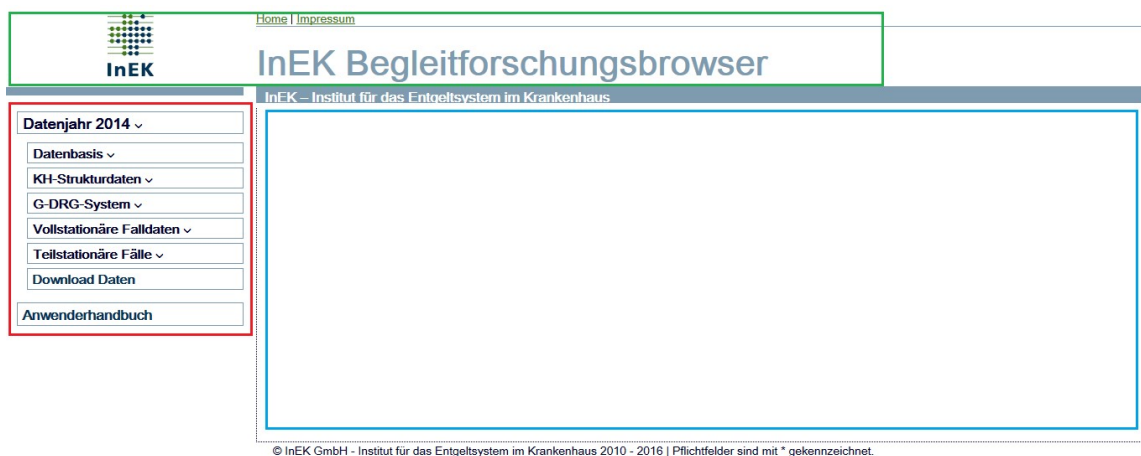 Home | Impressum
InEK
InEK Begleitforschungsbrowser
InEK – Institut für das Entgeltsystem im Krankenhaus
Datenjahr 2014
Datenbasis
KH-Strukturdaten
G-DRG-System
Vollstationäre Falldaten
Teilstationäre Fälle
Download Daten
Anwenderhandbuch
© InEK GmbH - Institut für das Entgeltsystem im Krankenhaus 2010 - 2016 | Pflichtfelder sind mit * gekennzeichnet.